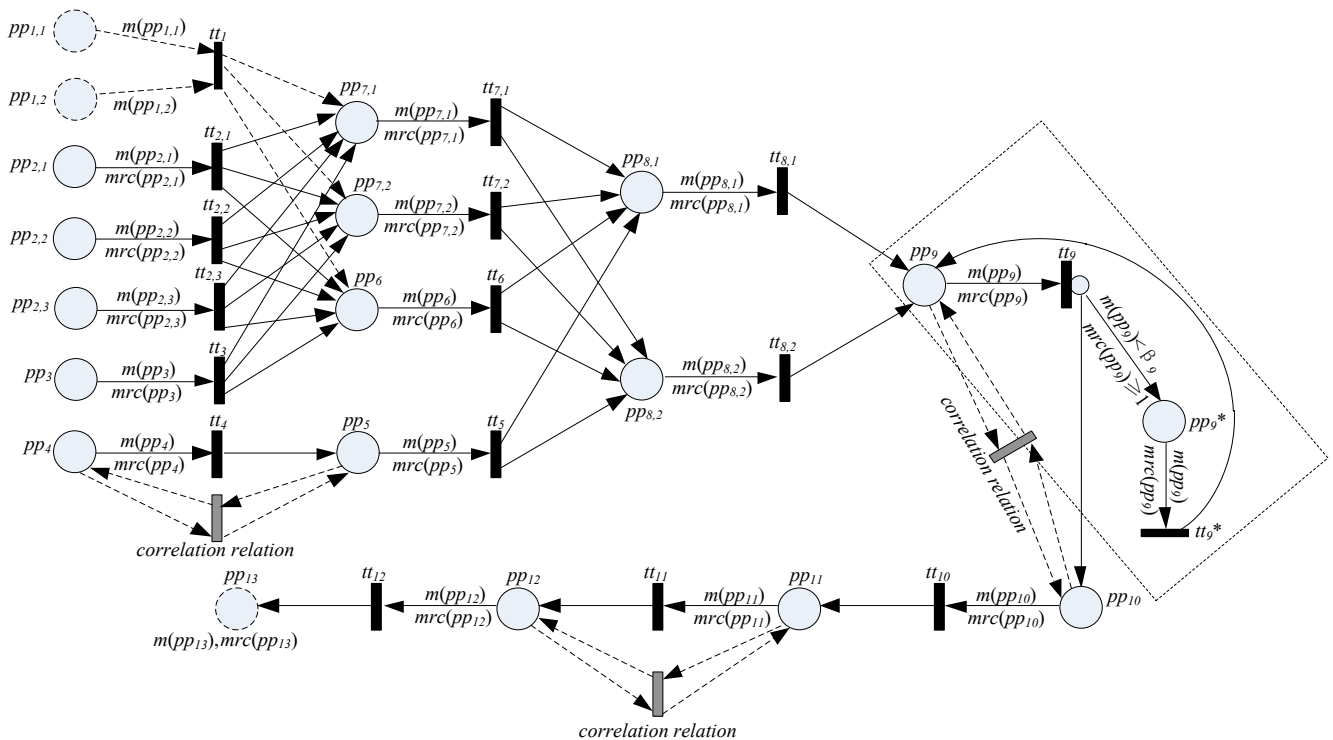 pp1,1
m(pp1,1)
tt1
pp1,2
m(pp1,2)
pp7,1
m(pp7,1)
mrc(pp7,1)
tt7,1
tt2,1
pp2,1
m(pp2,1)
mrc(pp2,1)
pp8,1
m(pp8,1)
mrc(pp8,1)
tt8,1
pp7,2
m(pp7,2)
mrc(pp7,2)
tt7,2
tt2,2
pp2,2
m(pp2,2)
mrc(pp2,2)
pp9
m(pp9)
mrc(pp9)
tt9
tt2,3
pp2,3
m(pp2,3)
mrc(pp2,3)
pp6
m(pp6)
mrc(pp6)
tt6
m(pp9)<β9
mrc(pp9)⩾1
tt3
pp3
m(pp3)
mrc(pp3)
pp8,2
m(pp8,2)
mrc(pp8,2)
tt8,2
pp9*
m(pp9)
mrc(pp9)
tt9*
tt4
pp4
m(pp4)
mrc(pp4)
pp5
m(pp5)
mrc(pp5)
tt5
correlation relation
correlation relation
pp13
m(pp13),mrc(pp13)
tt12
m(pp12)
mrc(pp12)
pp12
tt11
m(pp11)
mrc(pp11)
pp11
tt10
m(pp10)
mrc(pp10)
pp10
correlation relation